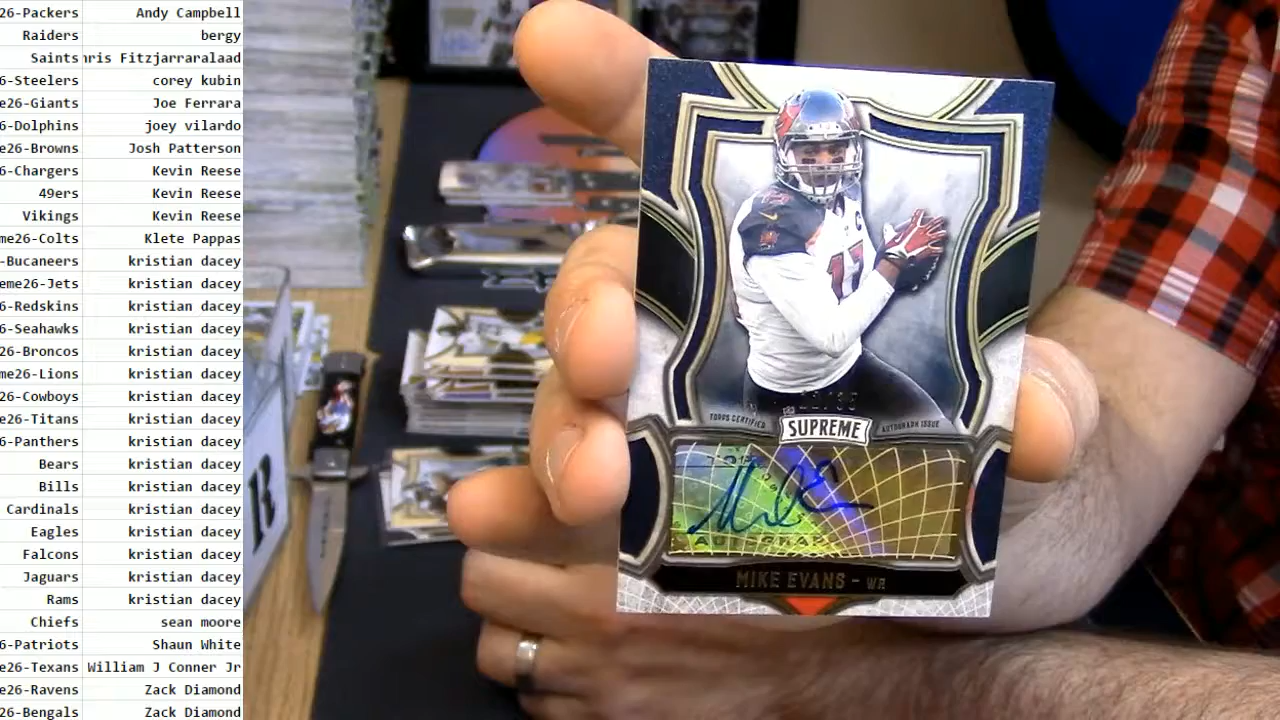 26-Packers Andy Campbell
Raiders bergy
Saints hris Fitzjarraralaad
6-Steelers corey kubin
e26-Giants Joe Ferrara
6-Dolphins joey vilardo
e26-Browns Josh Patterson
6-Chargers Kevin Reese
49ers Kevin Reese
Vikings Kevin Reese
me26-Colts Klete Pappas
-Bucaneers kristian dacey
eme26-Jets kristian dacey
6-Redskins kristian dacey
6-Seahawks kristian dacey
26-Broncos kristian dacey
me26-Lions kristian dacey
26-Cowboys kristian dacey
e26-Titans kristian dacey
6-Panthers kristian dacey
Bears kristian dacey
Bills kristian dacey
Cardinals kristian dacey
Eagles kristian dacey
Falcons kristian dacey
Jaguars kristian dacey
Rams kristian dacey
Chiefs sean moore
6-Patriots Shaun White
e26-Texans William J Conner Jr
e26-Ravens Zack Diamond
26-Bengals Zack Diamond
C
13
TOPPS CERTIFIED SUPREME AUTOGRAPH ISSUE
MIKE EVANS - WR
R